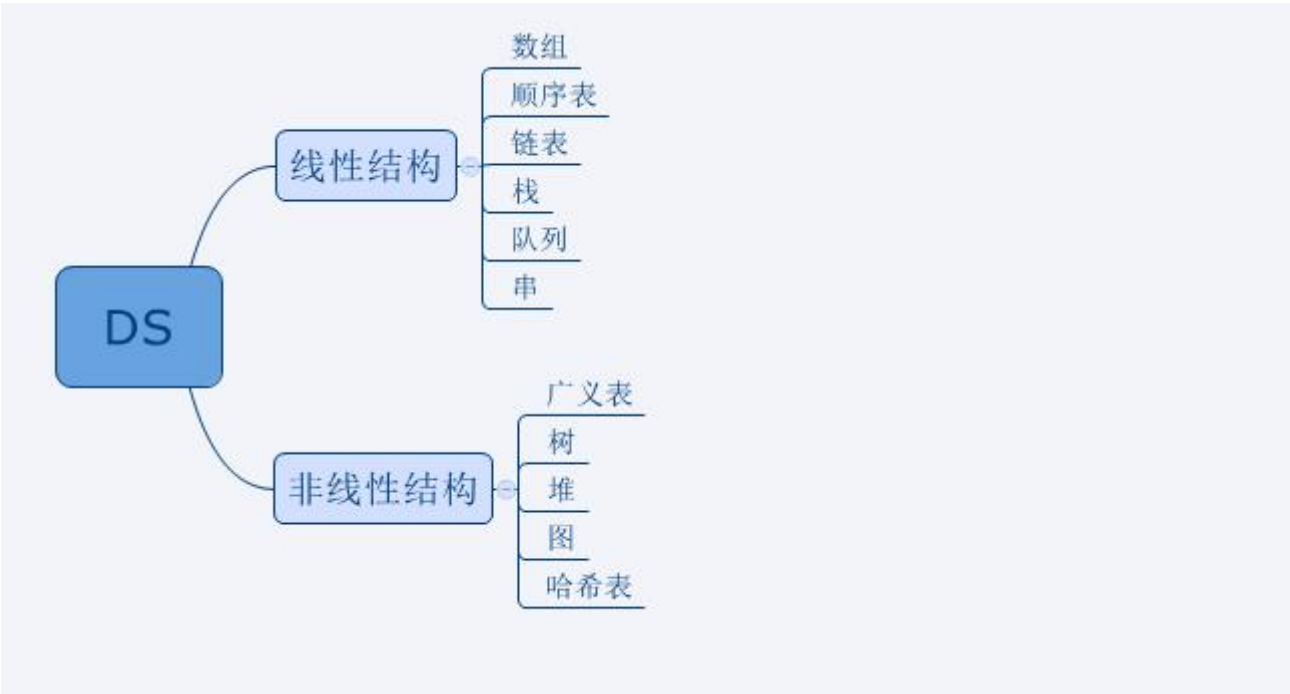 DS
线性结构
数组
顺序表
链表
栈
队列
串
非线性结构
广义表
树
堆
图
哈希表